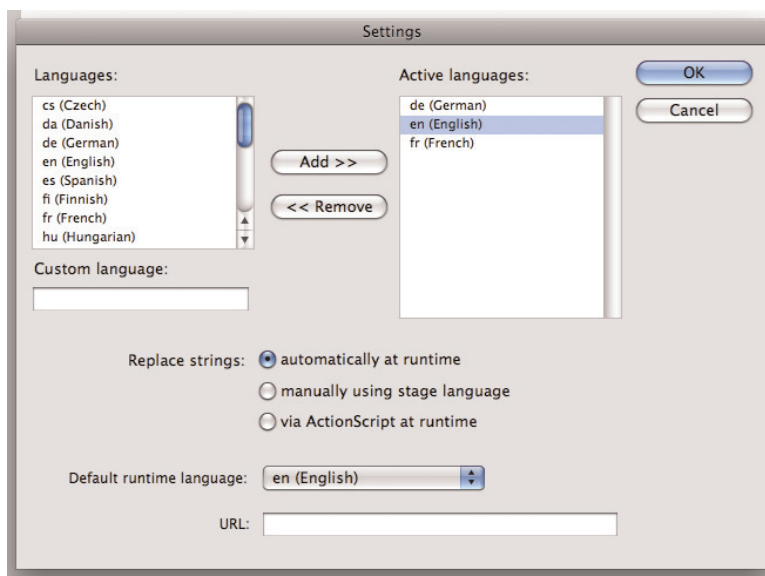 Settings
Languages:
cs (Czech)
da (Danish)
de (German)
en (English)
es (Spanish)
fi (Finnish)
fr (French)
hu (Hungarian)
Custom language:
Add >>
<< Remove
Active languages:
de (German)
en (English)
fr (French)
OK
Cancel
Replace strings:
automatically at runtime
manually using stage language
via ActionScript at runtime
Default runtime language: en (English)
URL: